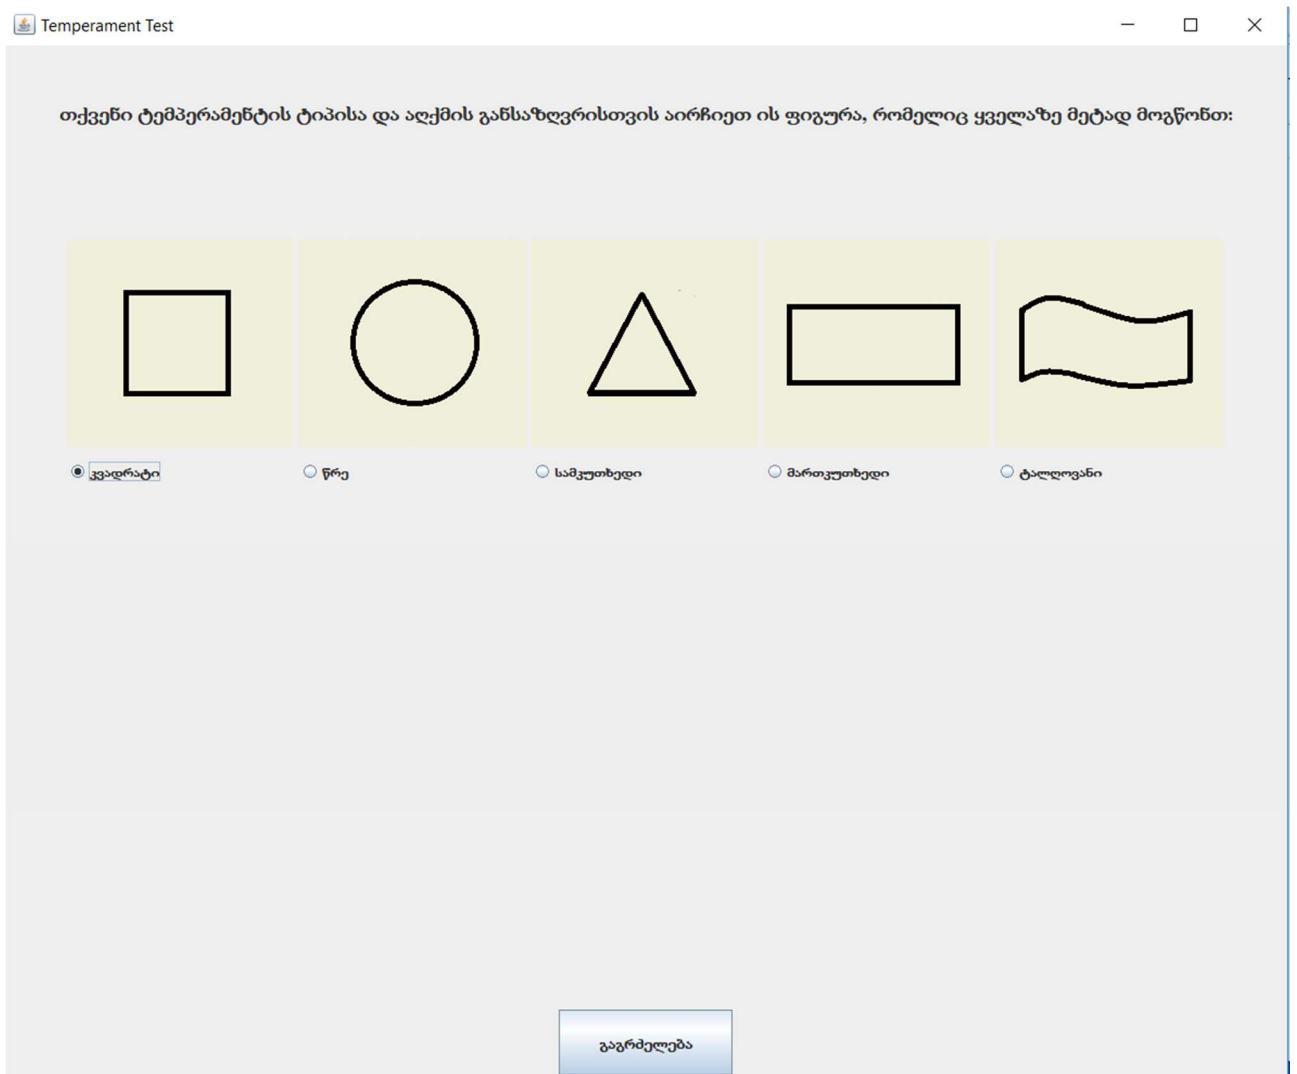 Temperament Test
თქვენი ტემპერამენტის ტიპისა და აღქმის განსაზღვრისთვის აირჩიეთ ის ფიგურა, რომელიც ყველაზე მეტად მოგწონთ:
კვადრატი წრე სამკუთხედი მართკუთხედი ტალღოვანი
გაგრძელება